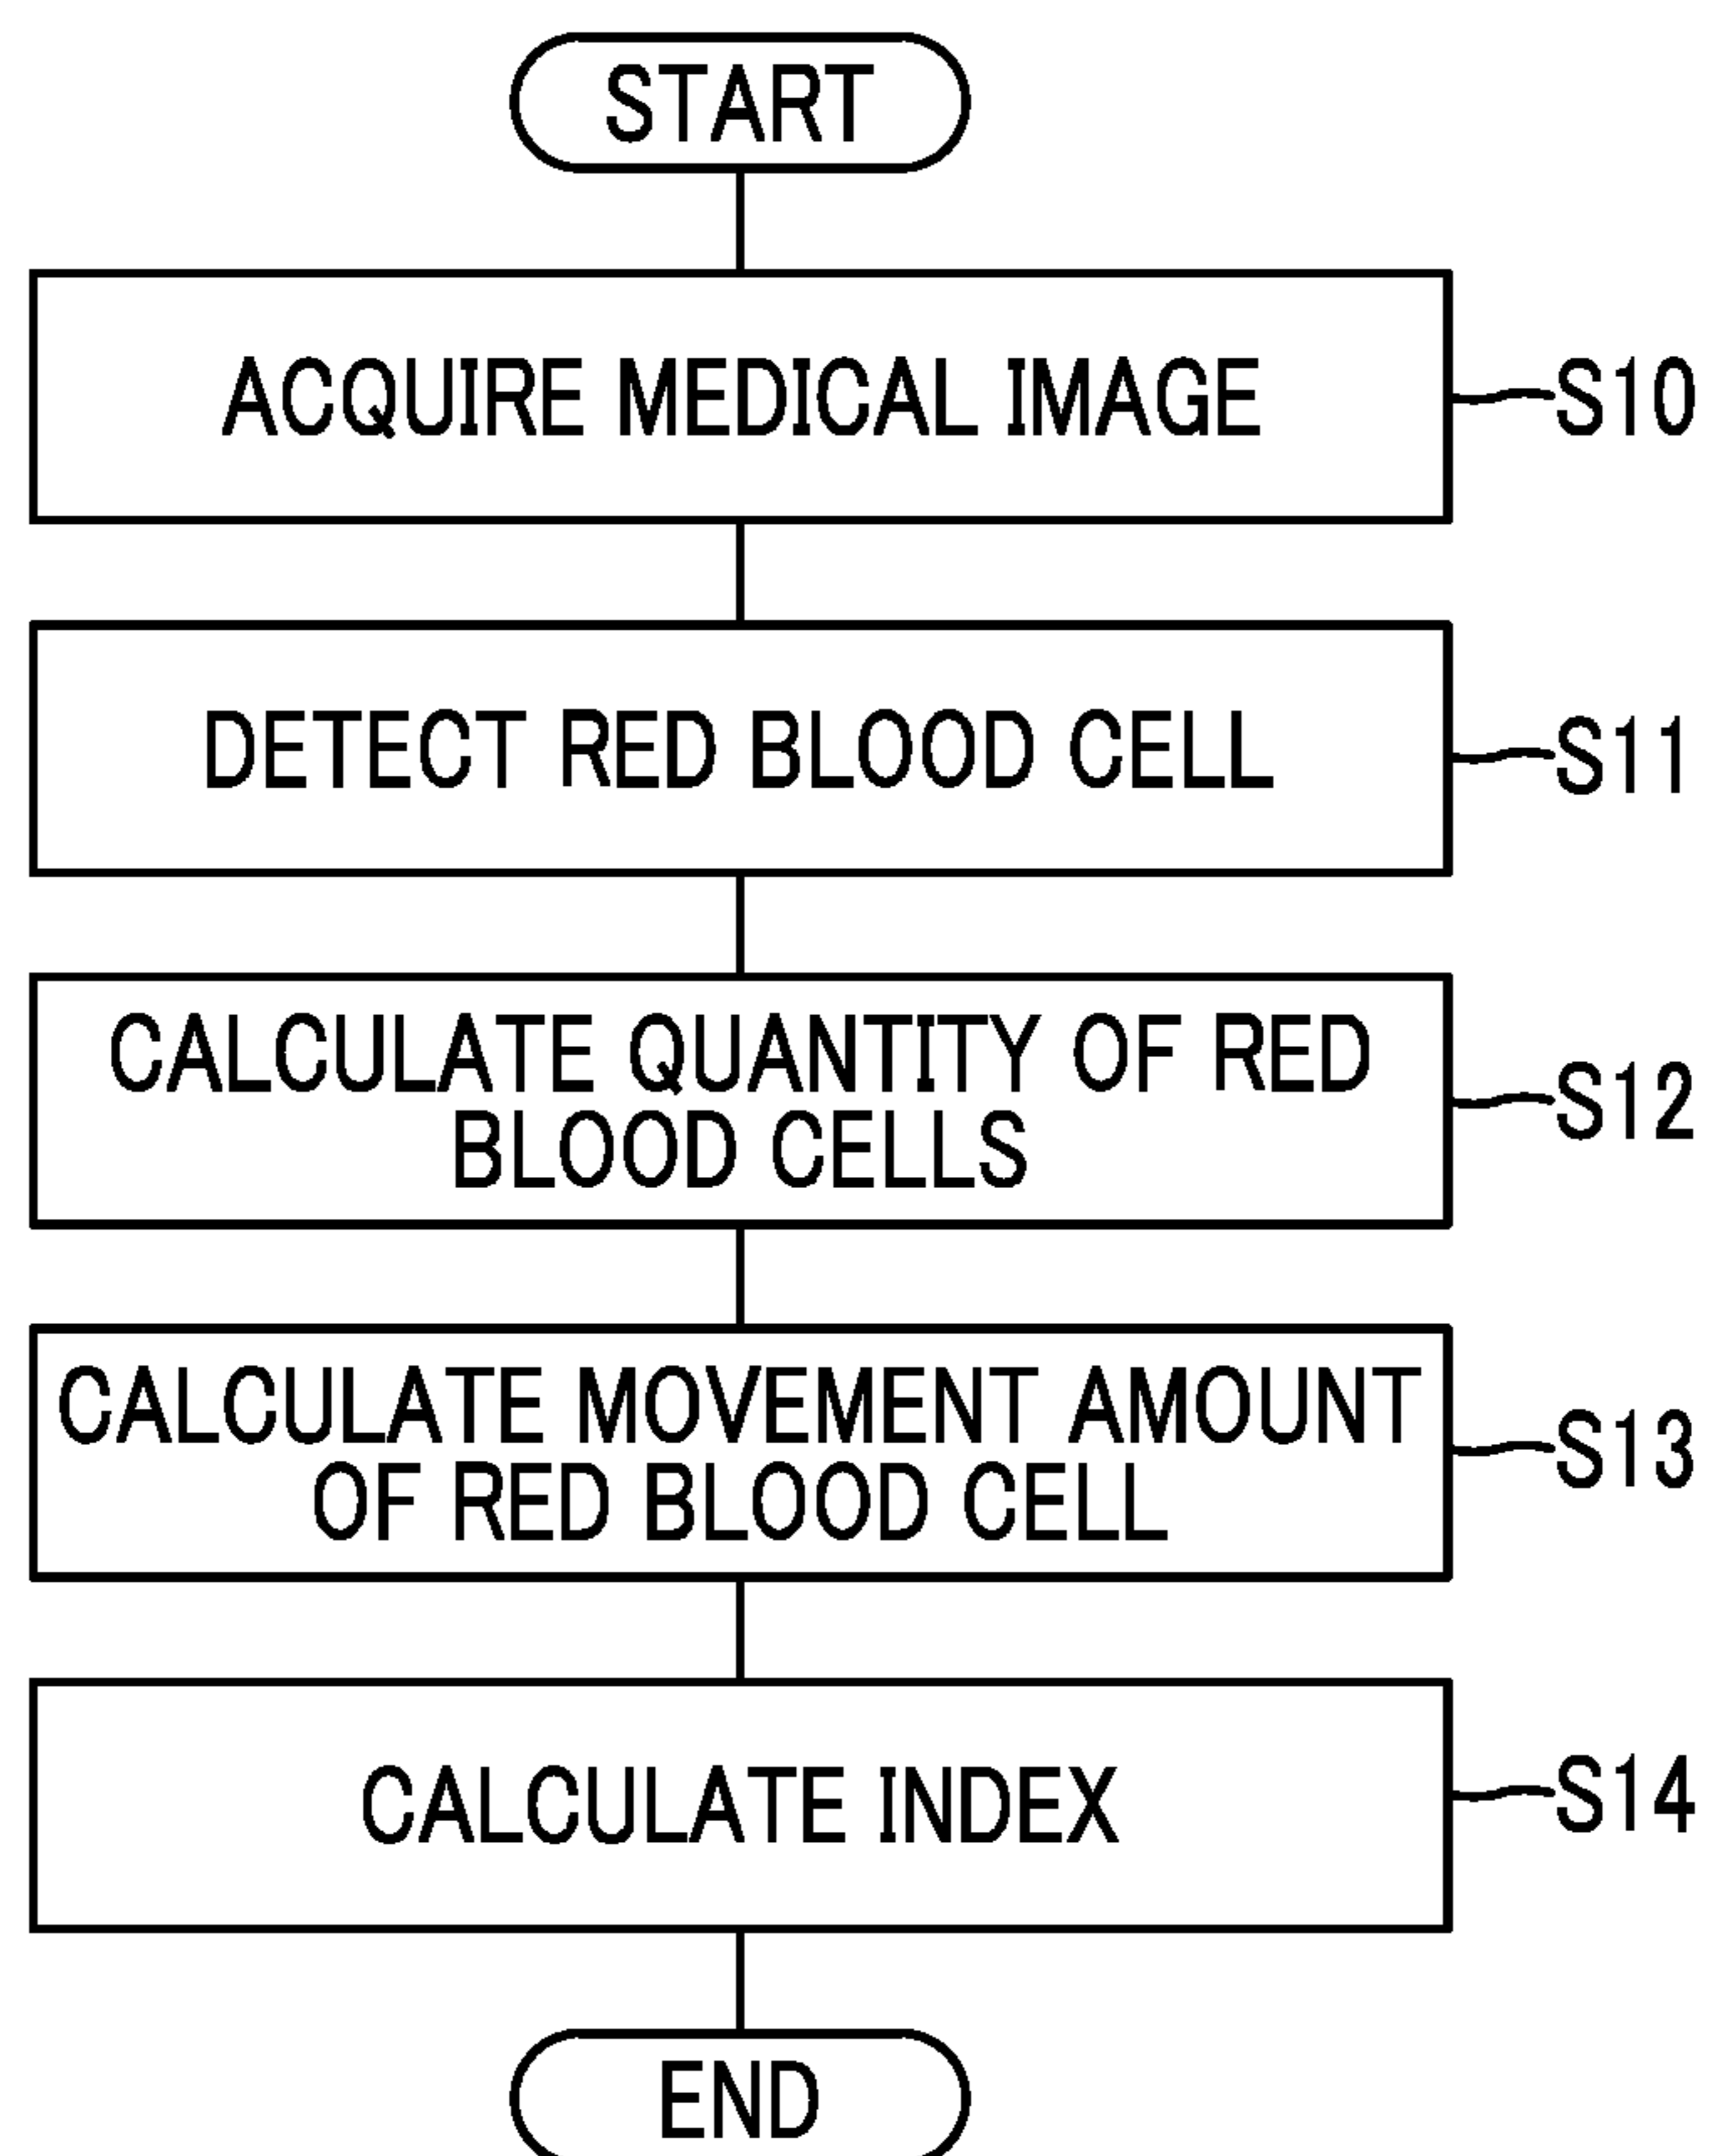 START
ACQUIRE MEDICAL IMAGE
S10
DETECT RED BLOOD CELL
S11
CALCULATE QUANTITY OF RED
BLOOD CELLS
S12
CALCULATE MOVEMENT AMOUNT
OF RED BLOOD CELL
S13
CALCULATE INDEX
S14
END